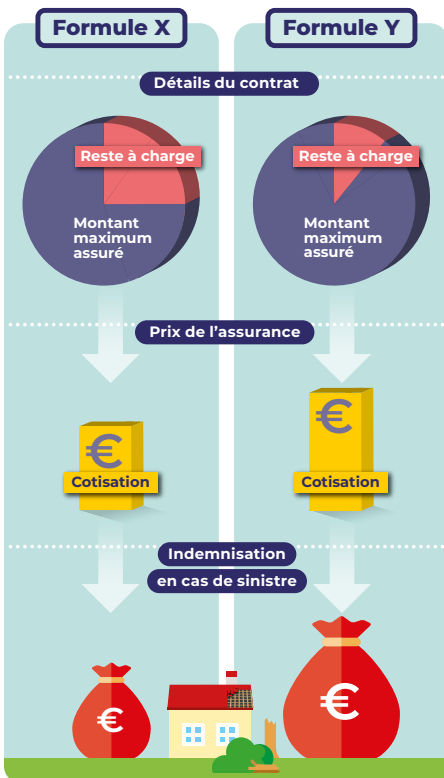 Formule X
Formule Y
Détails du contrat
Reste à charge
Montant
maximum
assuré
Reste à charge
Montant
maximum
assuré
Prix de l'assurance
€
Cotisation
€
Cotisation
Indemnisation
en cas de sinistre
€
€